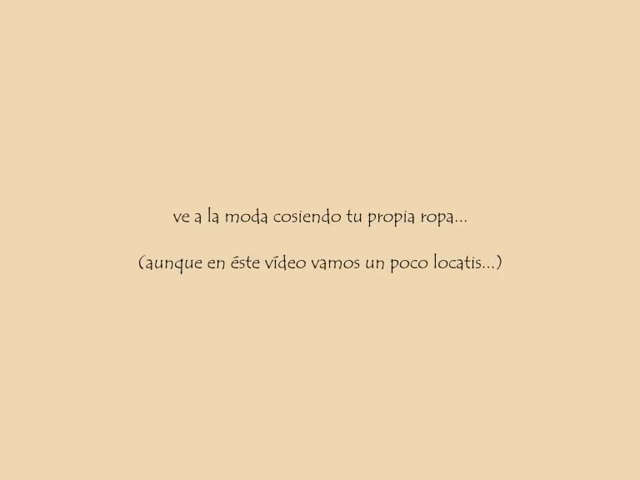 ve a la moda cosiendo tu propia ropa...
(aunque en éste vídeo vamos un poco locatis...)